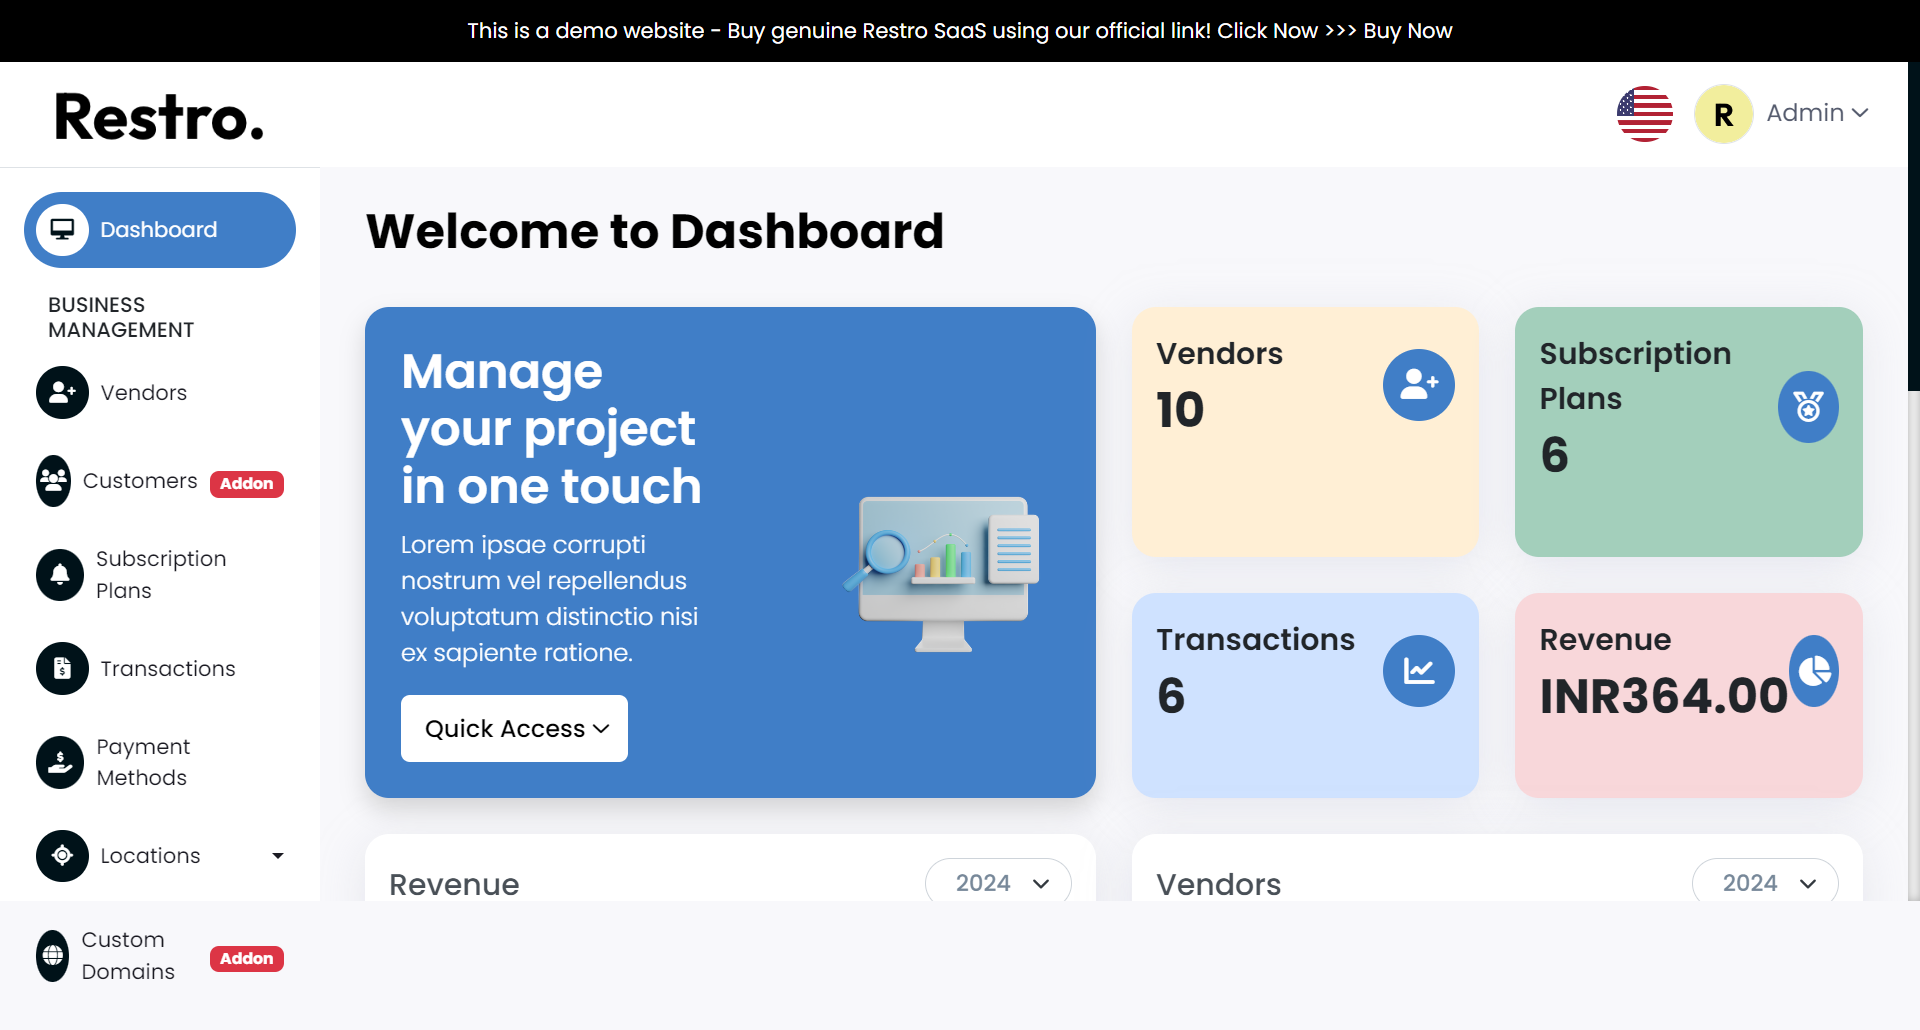 This is a demo website - Buy genuine Restro SaaS using our official link! Click Now >>> Buy Now
Restro.
R
Admin
Dashboard
BUSINESS
MANAGEMENT
Vendors
Customers
Addon
Subscription
Plans
Transactions
Payment
Methods
Locations
Custom
Domains
Addon
Welcome to Dashboard
Manage
your project
in one touch
Lorem ipsae corrupti
nostrum vel repellendus
voluptatum distinctio nisi
ex sapiente ratione.
Quick Access
Vendors
10
Subscription
Plans
6
Transactions
6
Revenue
INR364.00
Revenue
2024
Vendors
2024